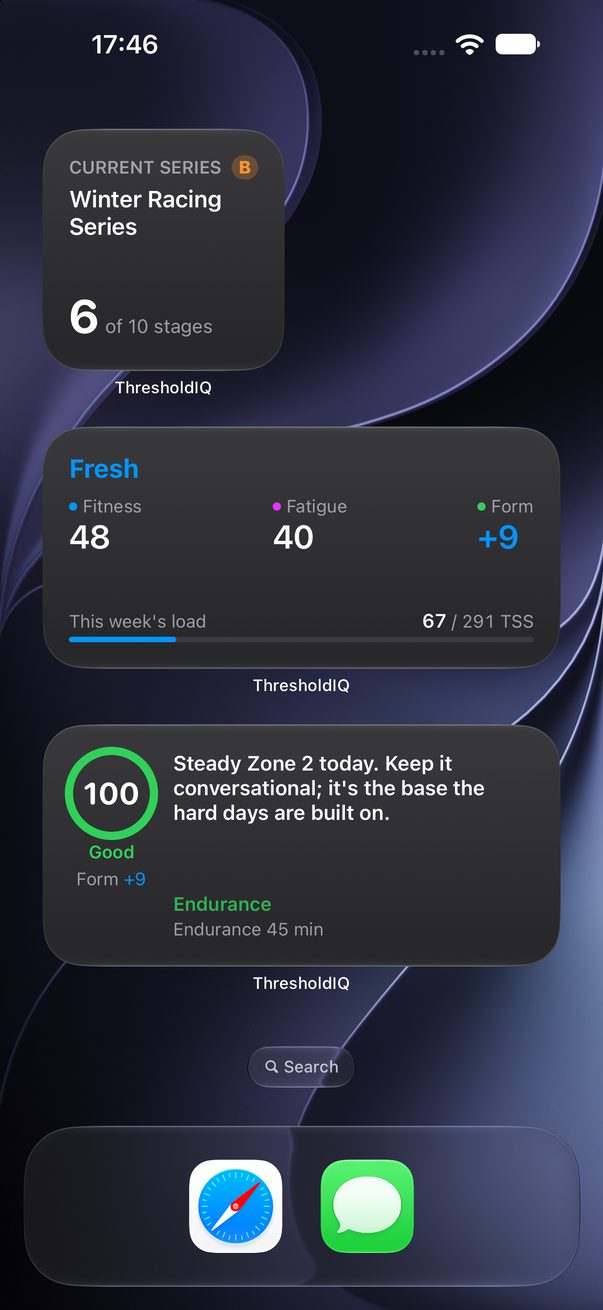 17:46
CURRENT SERIES B
Winter Racing
Series
6 of 10 stages
ThresholdIQ
Fresh
Fitness Fatigue Form
48 40 +9
This week's load 67 / 291 TSS
ThresholdIQ
100
Good
Form +9
Steady Zone 2 today. Keep it
conversational; it's the base the
hard days are built on.
Endurance
Endurance 45 min
ThresholdIQ
Search